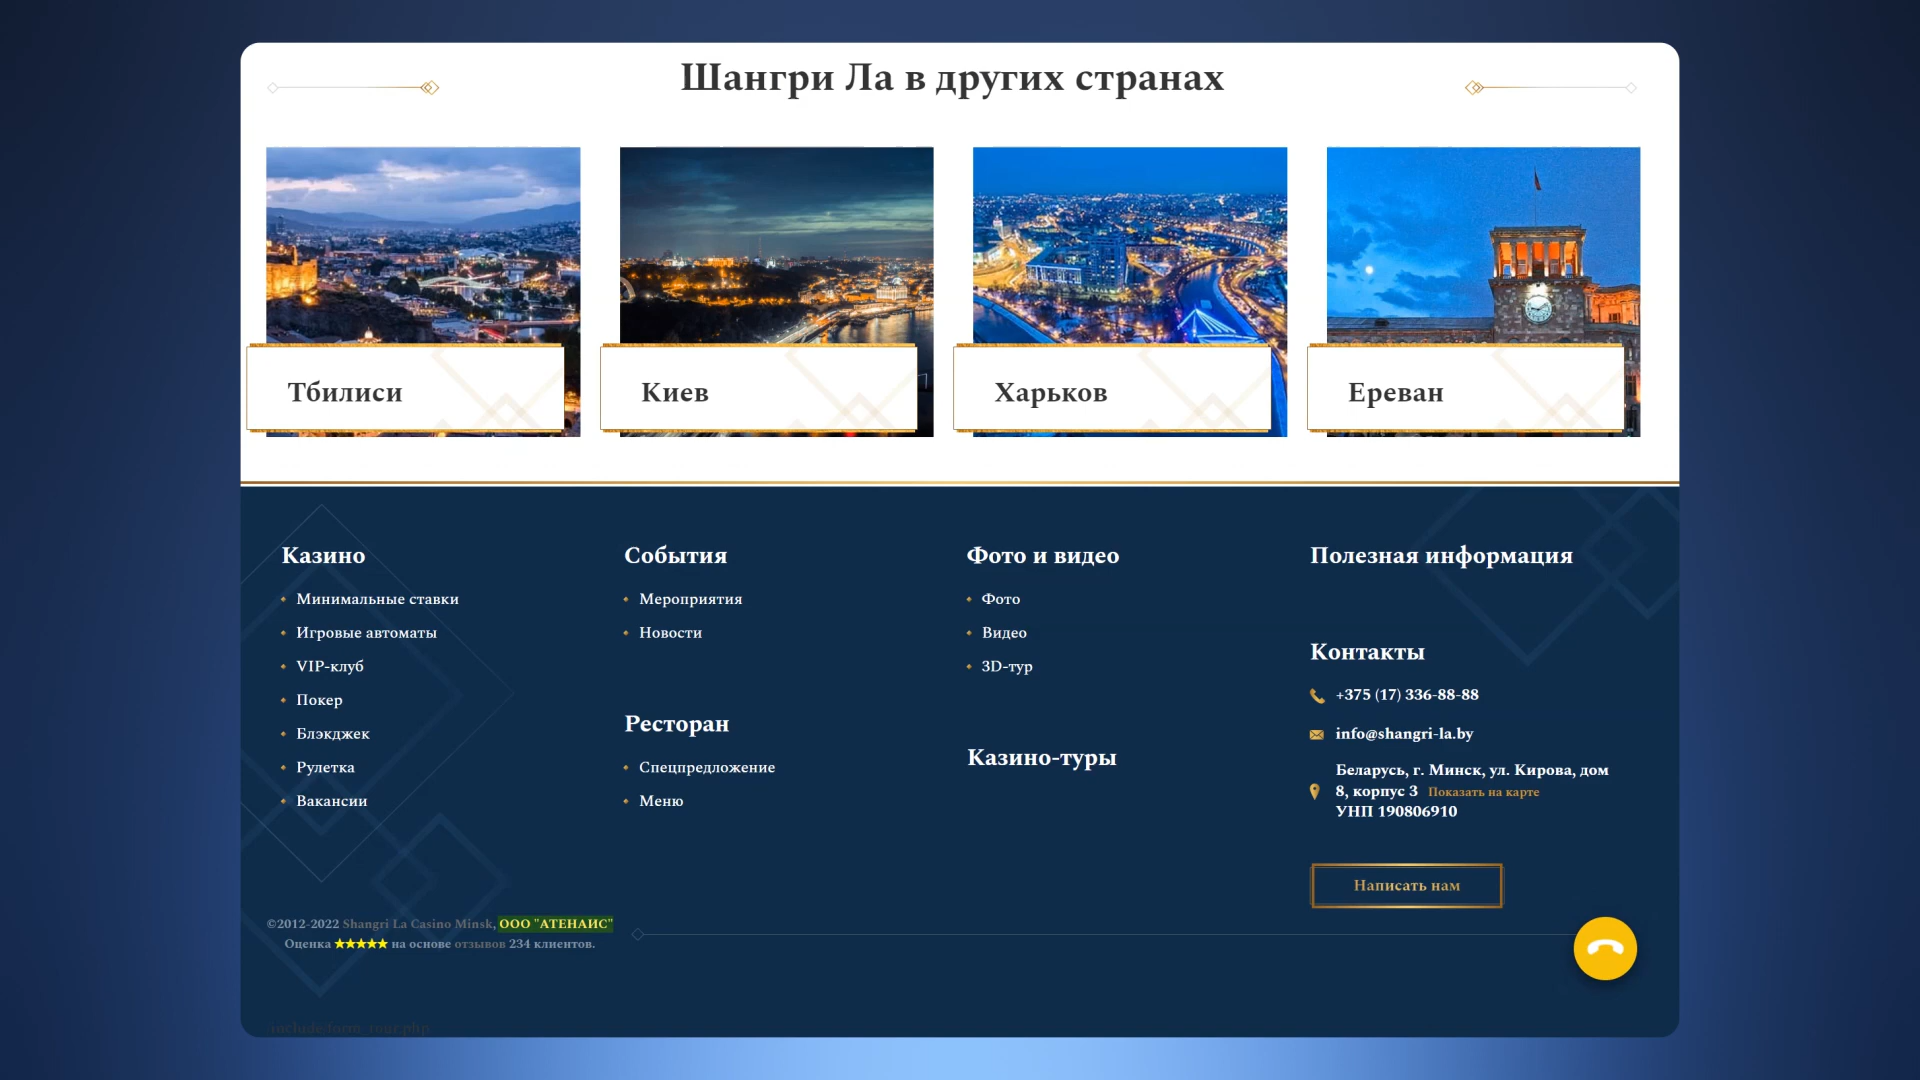 Шангри Ла в других странах
Тбилиси
Киев
Харьков
Ереван
Казино
Минимальные ставки
Игровые автоматы
VIP-клуб
Покер
Блэкджек
Рулетка
Вакансии
События
Мероприятия
Новости
Ресторан
Спецпредложение
Меню
Фото и видео
Фото
Видео
3D-тур
Казино-туры
Полезная информация
Контакты
+375 (17) 336-88-88
info@shangri-la.by
Беларусь, г. Минск, ул. Кирова, дом
8, корпус 3 Показать на карте
УНП 190806910
Написать нам
©2012-2022 Shangri La Casino Minsk, ООО "АТЕНАИС"
Оценка ★★★★★ на основе отзывов 234 клиентов.